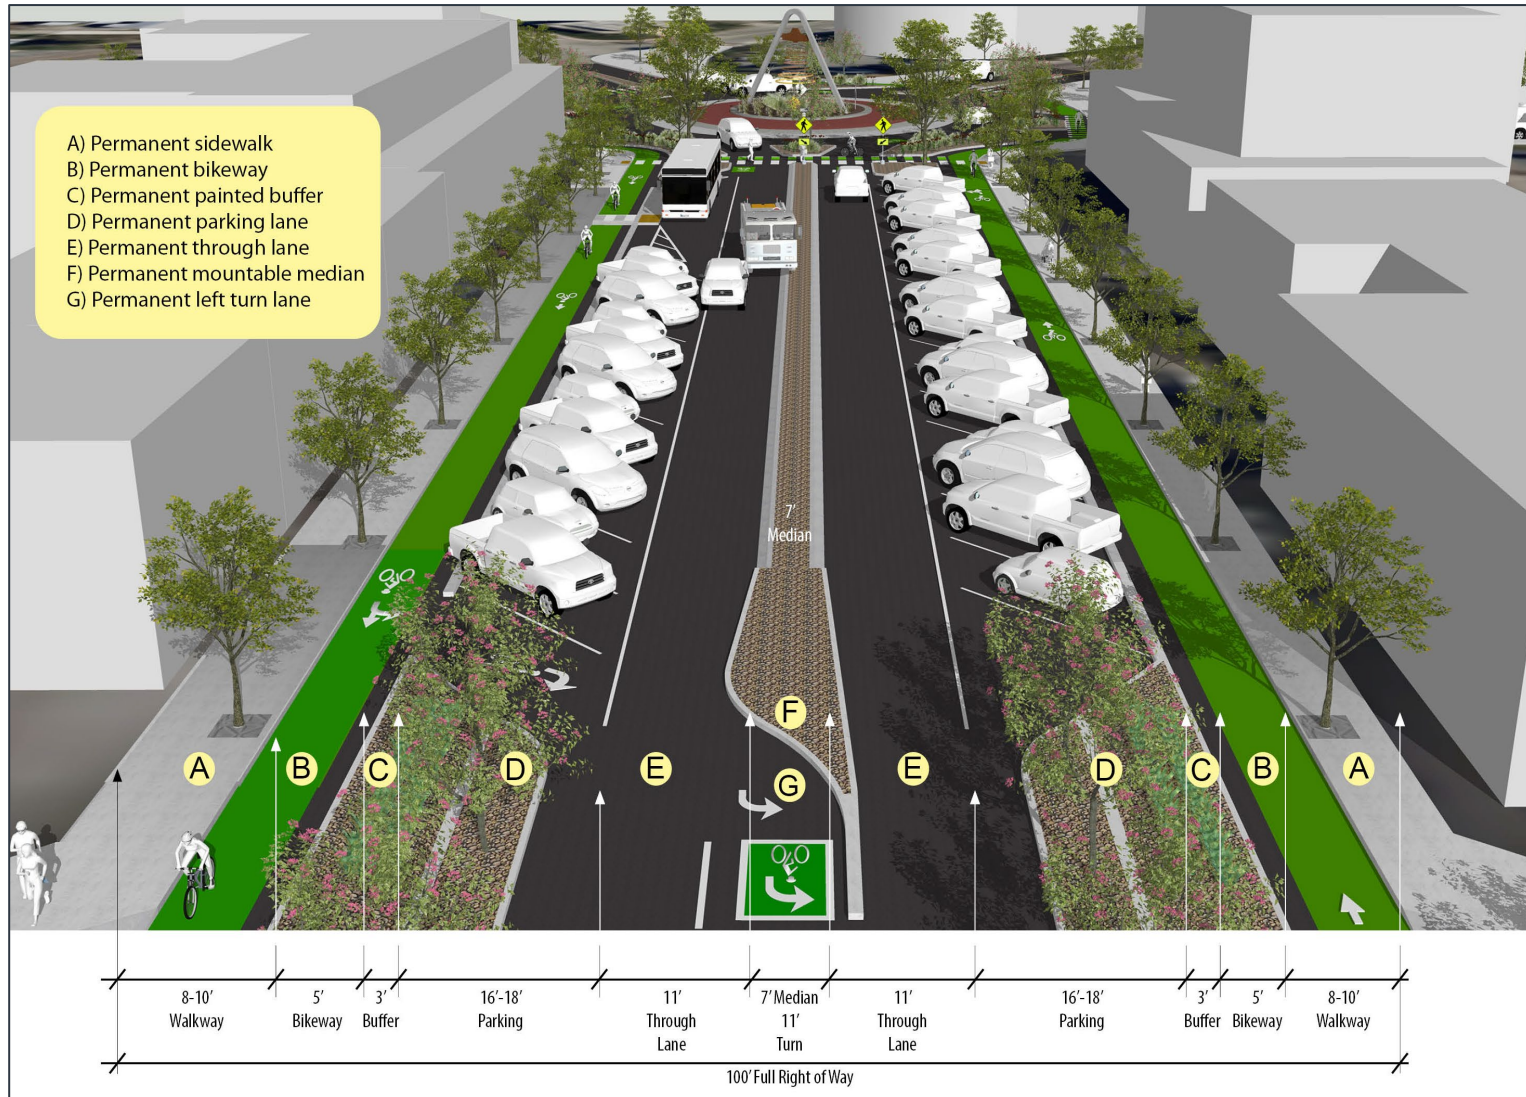 A) Permanent sidewalk
B) Permanent bikeway
C) Permanent painted buffer
D) Permanent parking lane
E) Permanent through lane
F) Permanent mountable median
G) Permanent left turn lane
7'
Median
F
A
B
C
D
E
G
E
D
C
B
A
8-10'
Walkway
5'
Bikeway
3'
Buffer
16'-18'
Parking
11'
Through
Lane
7' Median
11'
Turn
11'
Through
Lane
16'-18'
Parking
3'
Buffer
5'
Bikeway
8-10'
Walkway
100' Full Right of Way